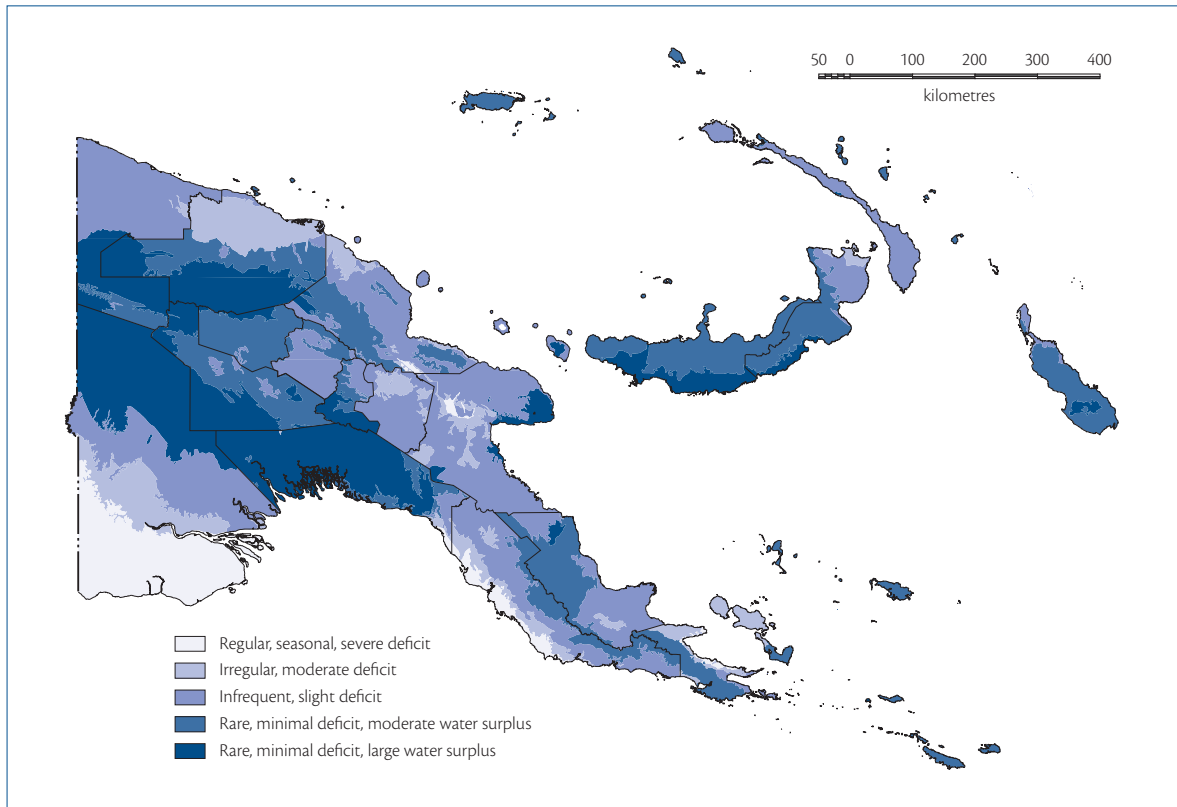 50 0 100 200 300 400
kilometres
Regular, seasonal, severe deficit
Irregular, moderate deficit
Infrequent, slight deficit
Rare, minimal deficit, moderate water surplus
Rare, minimal deficit, large water surplus